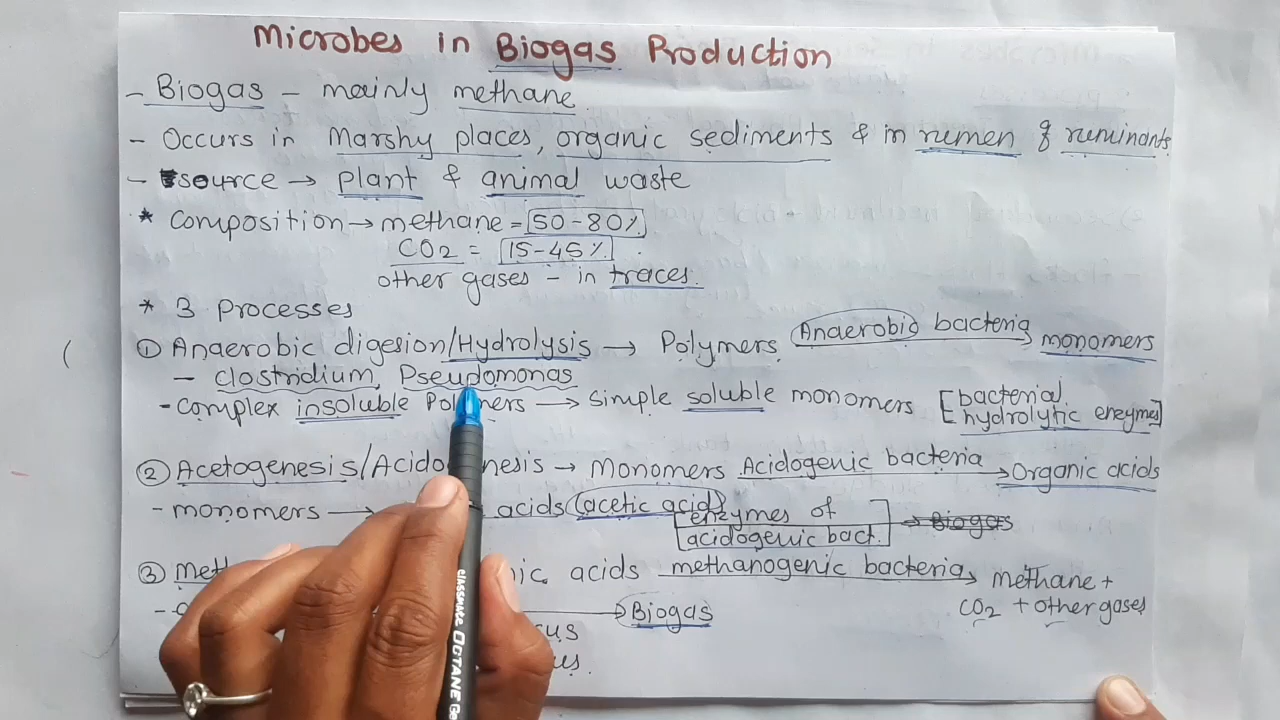 Microbes in Biogas Production
- Biogas - mainly methane.
- Occurs in Marshy places, organic sediments & in rumen of ruminants
- source → plant & animal waste
* composition → methane = 50-80%
CO2 = 15-45%.
other gases - in traces.
* 3 Processes
① Anaerobic digesion/Hydrolysis → Polymers Anaerobic bacteria monomers
- clostridium, Pseudomonas
- complex insoluble → simple soluble monomers [bacterial hydrolytic enzymes]
② Acetogenesis/ → Monomers Acidogenic bacteria → Organic acids
- monomers → acids (acetic acid) enzymes of acidogenic bact. → Biogas
③ acids methanogenic bacteria → methane + CO2 + other gases
→ Biogas
CLASSMATE OCTANE